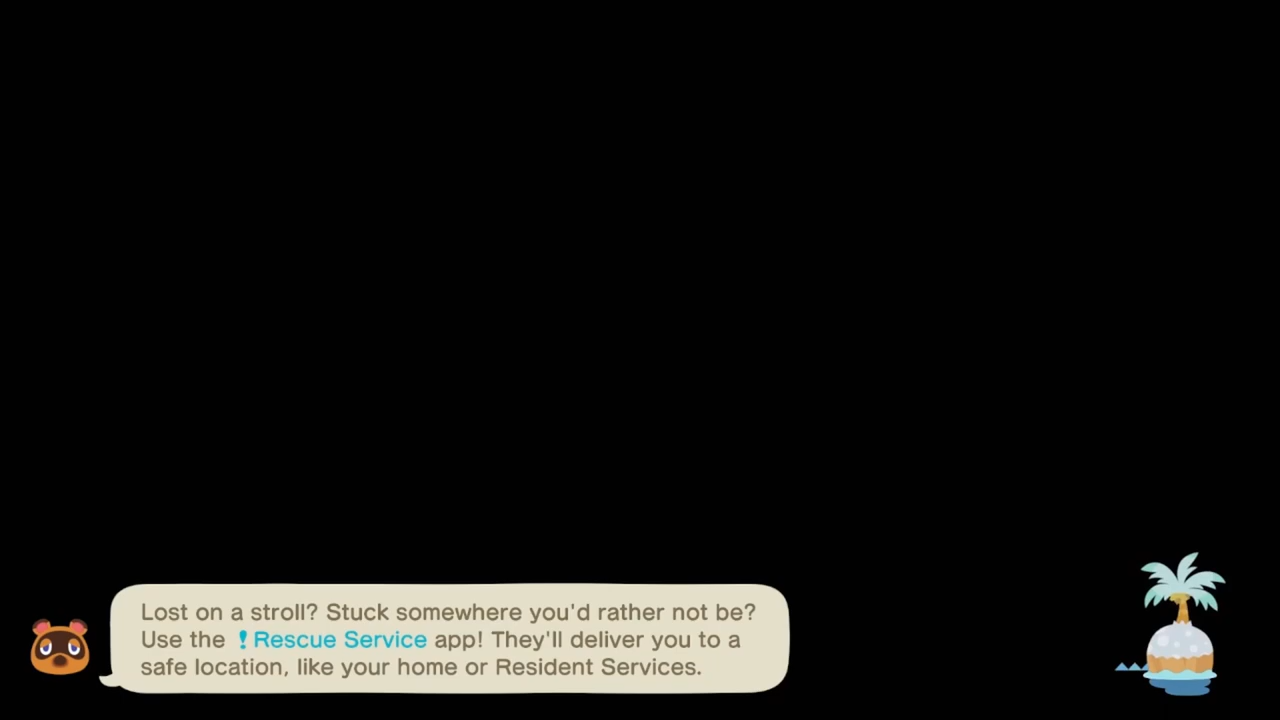 Lost on a stroll? Stuck somewhere you'd rather not be?
Use the ! Rescue Service app! They'll deliver you to a
safe location, like your home or Resident Services.